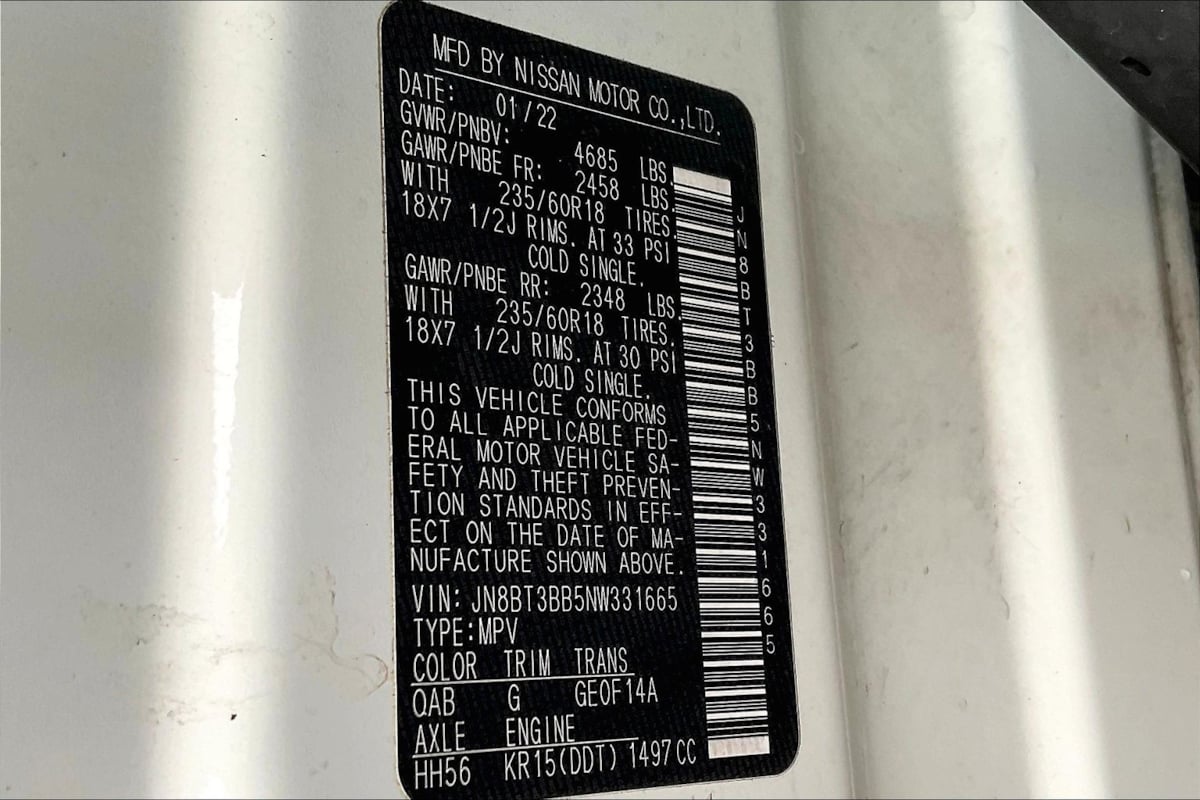 MFD BY NISSAN MOTOR CO.,LTD.
DATE: 01/22
GVWR/PNBV: 4685 LBS.
GAWR/PNBE FR: 2458 LBS.
WITH 235/60R18 TIRES.
18X7 1/2J RIMS. AT 33 PSI
COLD SINGLE.
GAWR/PNBE RR: 2348 LBS.
WITH 235/60R18 TIRES.
18X7 1/2J RIMS. AT 30 PSI
COLD SINGLE.
THIS VEHICLE CONFORMS
TO ALL APPLICABLE FED-
ERAL MOTOR VEHICLE SA-
FETY AND THEFT PREVEN-
TION STANDARDS IN EFF-
ECT ON THE DATE OF MA-
NUFACTURE SHOWN ABOVE.
VIN: JN8BT3BB5NW331665
TYPE:MPV
COLOR TRIM TRANS
QAB G GEOF14A
AXLE ENGINE
HH56 KR15(DDT) 1497CC
JN8BT3BB5NW331665